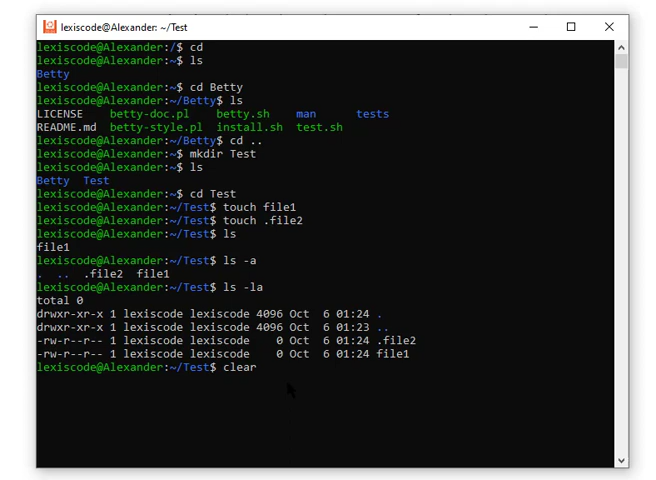 lexiscode@Alexander: ~/Test
lexiscode@Alexander:/$ cd
lexiscode@Alexander:~$ ls
Betty
lexiscode@Alexander:~$ cd Betty
lexiscode@Alexander:~/Betty$ ls
LICENSE    betty-doc.pl    betty.sh    man      tests
README.md  betty-style.pl  install.sh  test.sh
lexiscode@Alexander:~/Betty$ cd ..
lexiscode@Alexander:~$ mkdir Test
lexiscode@Alexander:~$ ls
Betty  Test
lexiscode@Alexander:~$ cd Test
lexiscode@Alexander:~/Test$ touch file1
lexiscode@Alexander:~/Test$ touch .file2
lexiscode@Alexander:~/Test$ ls
file1
lexiscode@Alexander:~/Test$ ls -a
.  ..  .file2  file1
lexiscode@Alexander:~/Test$ ls -la
total 0
drwxr-xr-x 1 lexiscode lexiscode 4096 Oct  6 01:24 .
drwxr-xr-x 1 lexiscode lexiscode 4096 Oct  6 01:23 ..
-rw-r--r-- 1 lexiscode lexiscode    0 Oct  6 01:24 .file2
-rw-r--r-- 1 lexiscode lexiscode    0 Oct  6 01:24 file1
lexiscode@Alexander:~/Test$ clear